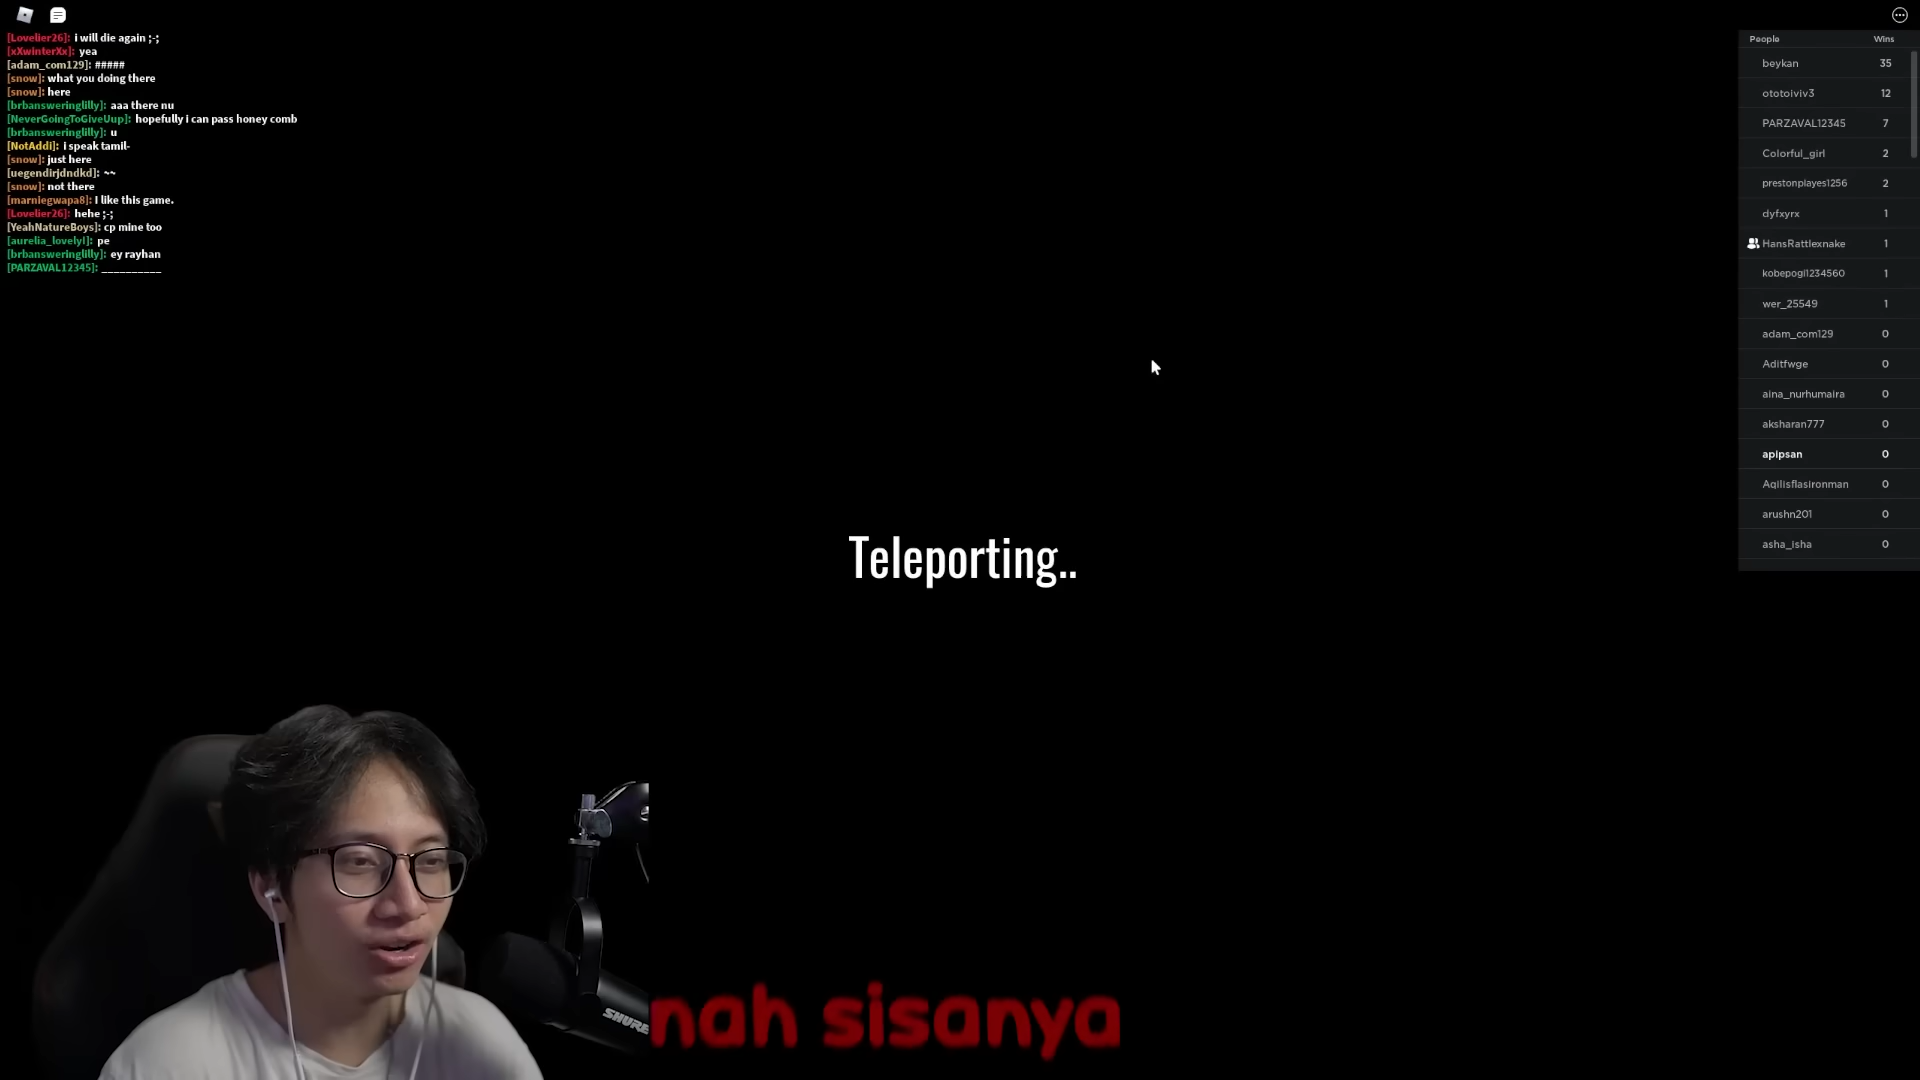 [Lovelier26]: i will die again ;-;
[xXwinterXx]: yea
[adam_com129]: #####
[snow]: what you doing there
[snow]: here
[brbansweringlilly]: aaa there nu
[NeverGoingToGiveUup]: hopefully i can pass honey comb
[brbansweringlilly]: u
[NotAddi]: i speak tamil-
[snow]: just here
[uegendirjdndkd]: ~~
[snow]: not there
[marniegwapa8]: I like this game.
[Lovelier26]: hehe ;-;
[YeahNatureBoys]: cp mine too
[aurelia_lovelyl]: pe
[brbansweringlilly]: ey rayhan
[PARZAVAL12345]: __________
People Wins
beykan 35
ototoiviv3 12
PARZAVAL12345 7
Colorful_girl 2
prestonplayes1256 2
dyfxyrx 1
HansRattlexnake 1
kobepogi1234560 1
wer_25549 1
adam_com129 0
Aditfwge 0
aina_nurhumaira 0
aksharan777 0
apipsan 0
Aqilisflasironman 0
arushn201 0
asha_isha 0
Teleporting..
SHURE
nah sisanya